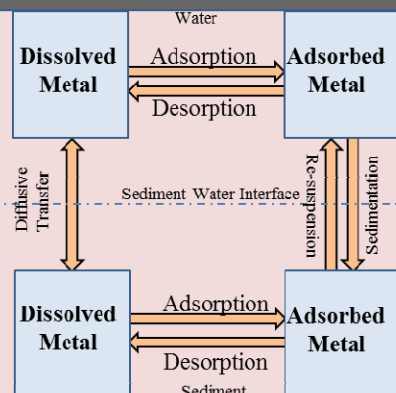 Water
Dissolved
Metal
Adsorption
Desorption
Adsorbed
Metal
Diffusive
Transfer
Sediment Water Interface
Re-suspension
Sedimentation
Dissolved
Metal
Adsorption
Desorption
Adsorbed
Metal
Sediment